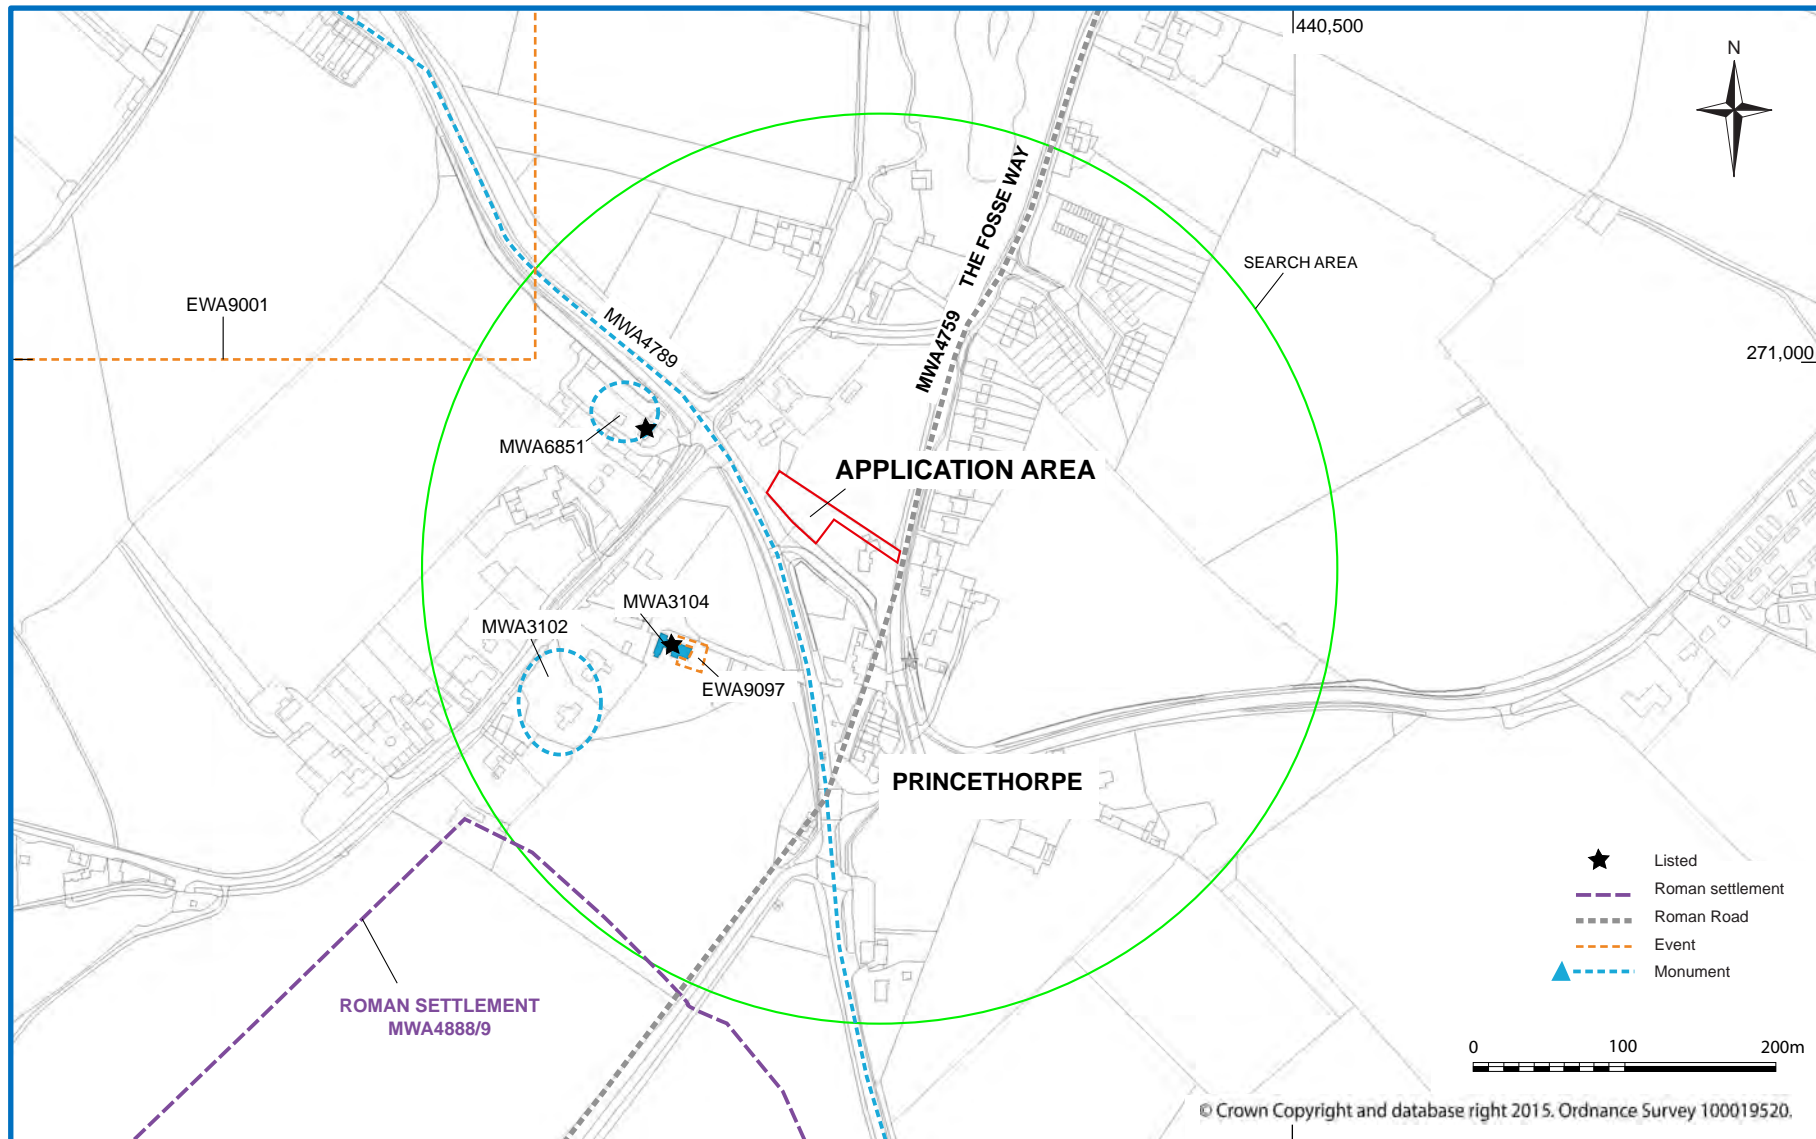 440,500
N
THE FOSSE WAY
SEARCH AREA
EWA9001
MWA4789
MWA4759
271,000
MWA6851
APPLICATION AREA
MWA3104
MWA3102
EWA9097
PRINCETHORPE
Listed
Roman settlement
Roman Road
Event
Monument
ROMAN SETTLEMENT
MWA4888/9
0 100 200m
© Crown Copyright and database right 2015. Ordnance Survey 100019520.